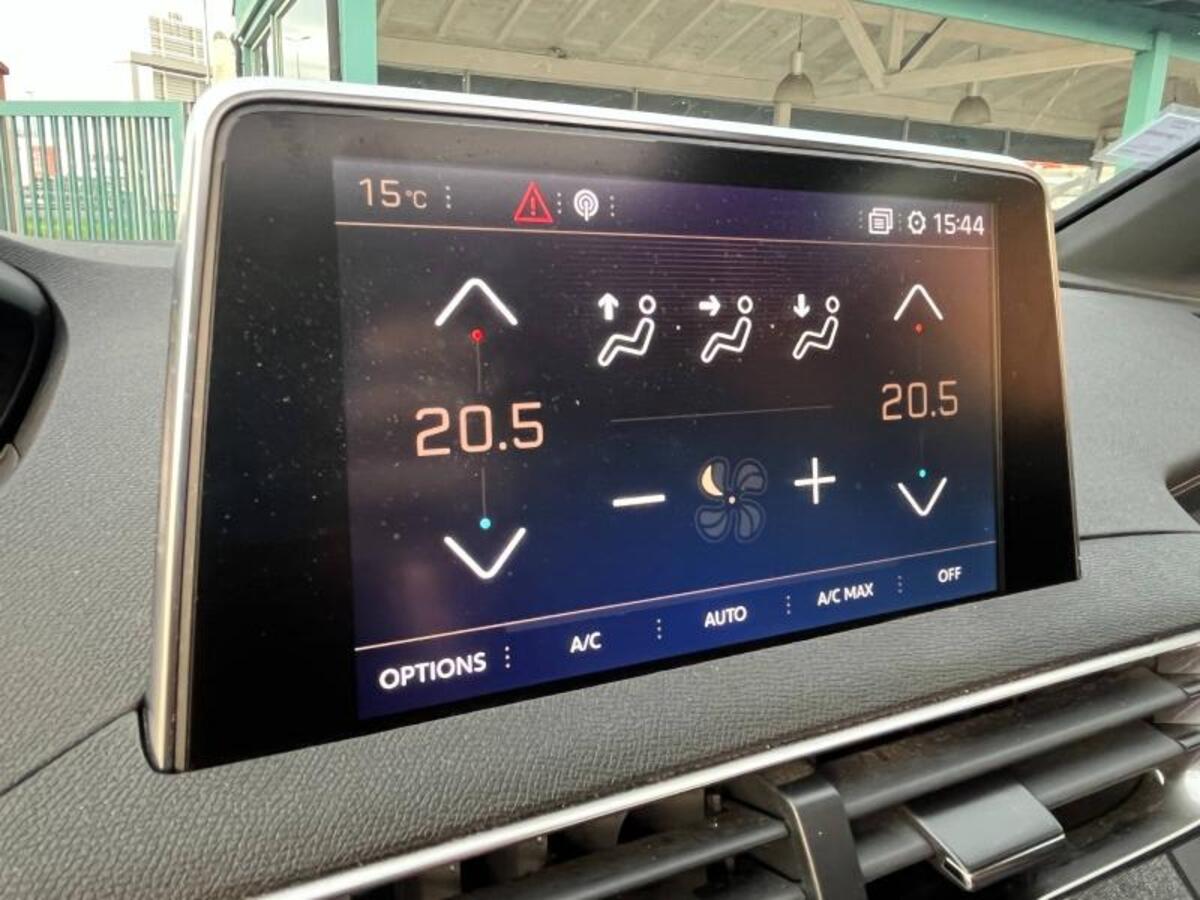 15°C 15:44
20.5 20.5
OPTIONS A/C AUTO A/C MAX OFF